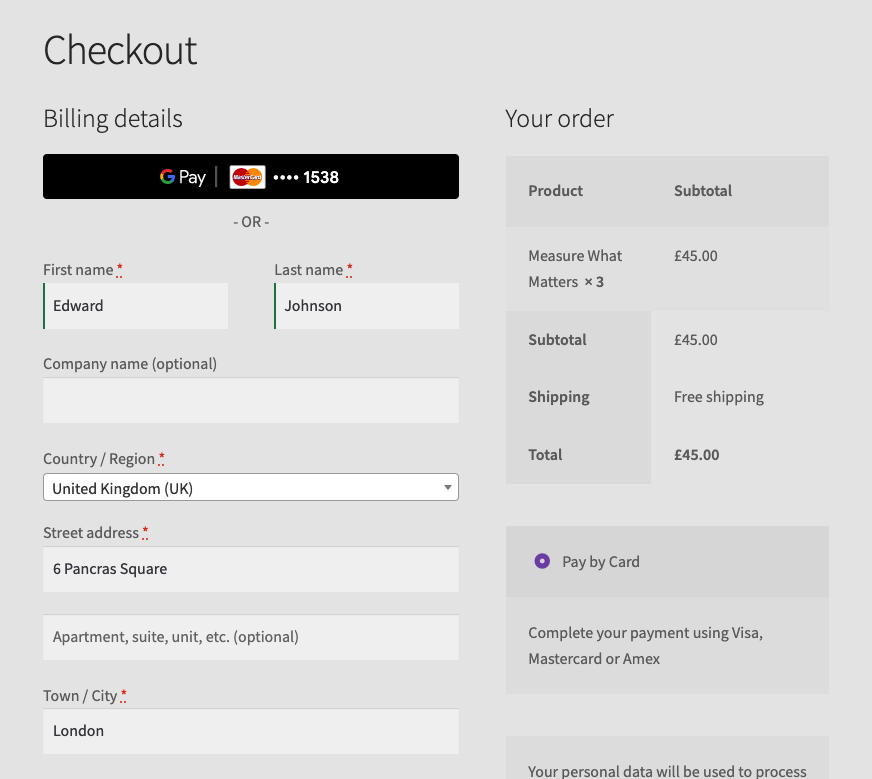 Checkout
Billing details
G Pay | MasterCard •••• 1538
- OR -
First name *
Last name *
Edward
Johnson
Company name (optional)
Country / Region *
United Kingdom (UK)
Street address *
6 Pancras Square
Apartment, suite, unit, etc. (optional)
Town / City *
London
Your order
Product Subtotal
Measure What £45.00
Matters × 3
Subtotal £45.00
Shipping Free shipping
Total £45.00
Pay by Card
Complete your payment using Visa,
Mastercard or Amex
Your personal data will be used to process